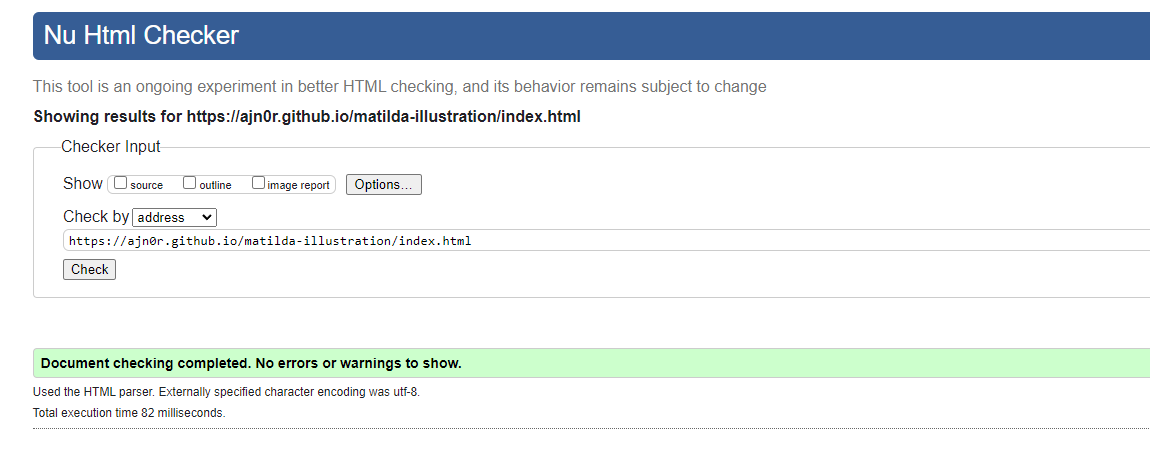 Nu Html Checker
This tool is an ongoing experiment in better HTML checking, and its behavior remains subject to change
Showing results for https://ajn0r.github.io/matilda-illustration/index.html
Checker Input
Show source outline image report Options...
Check by address
https://ajn0r.github.io/matilda-illustration/index.html
Check
Document checking completed. No errors or warnings to show.
Used the HTML parser. Externally specified character encoding was utf-8.
Total execution time 82 milliseconds.